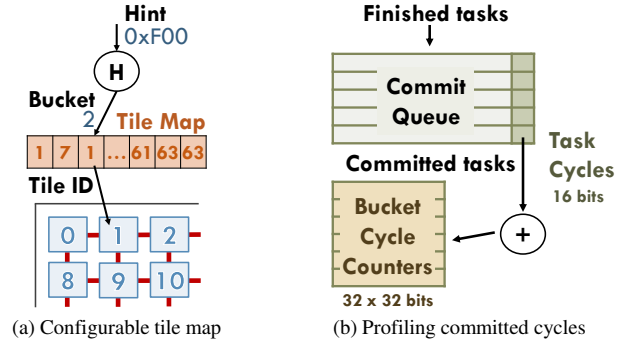 Hint
0xF00
H
Bucket
2
Tile Map
1 7 1 ... 61 63 63
Tile ID
0 1 2
8 9 10
(a) Configurable tile map
Finished tasks
Commit
Queue
Committed tasks
Task
Cycles
16 bits
Bucket
Cycle
Counters
+
32 x 32 bits
(b) Profiling committed cycles